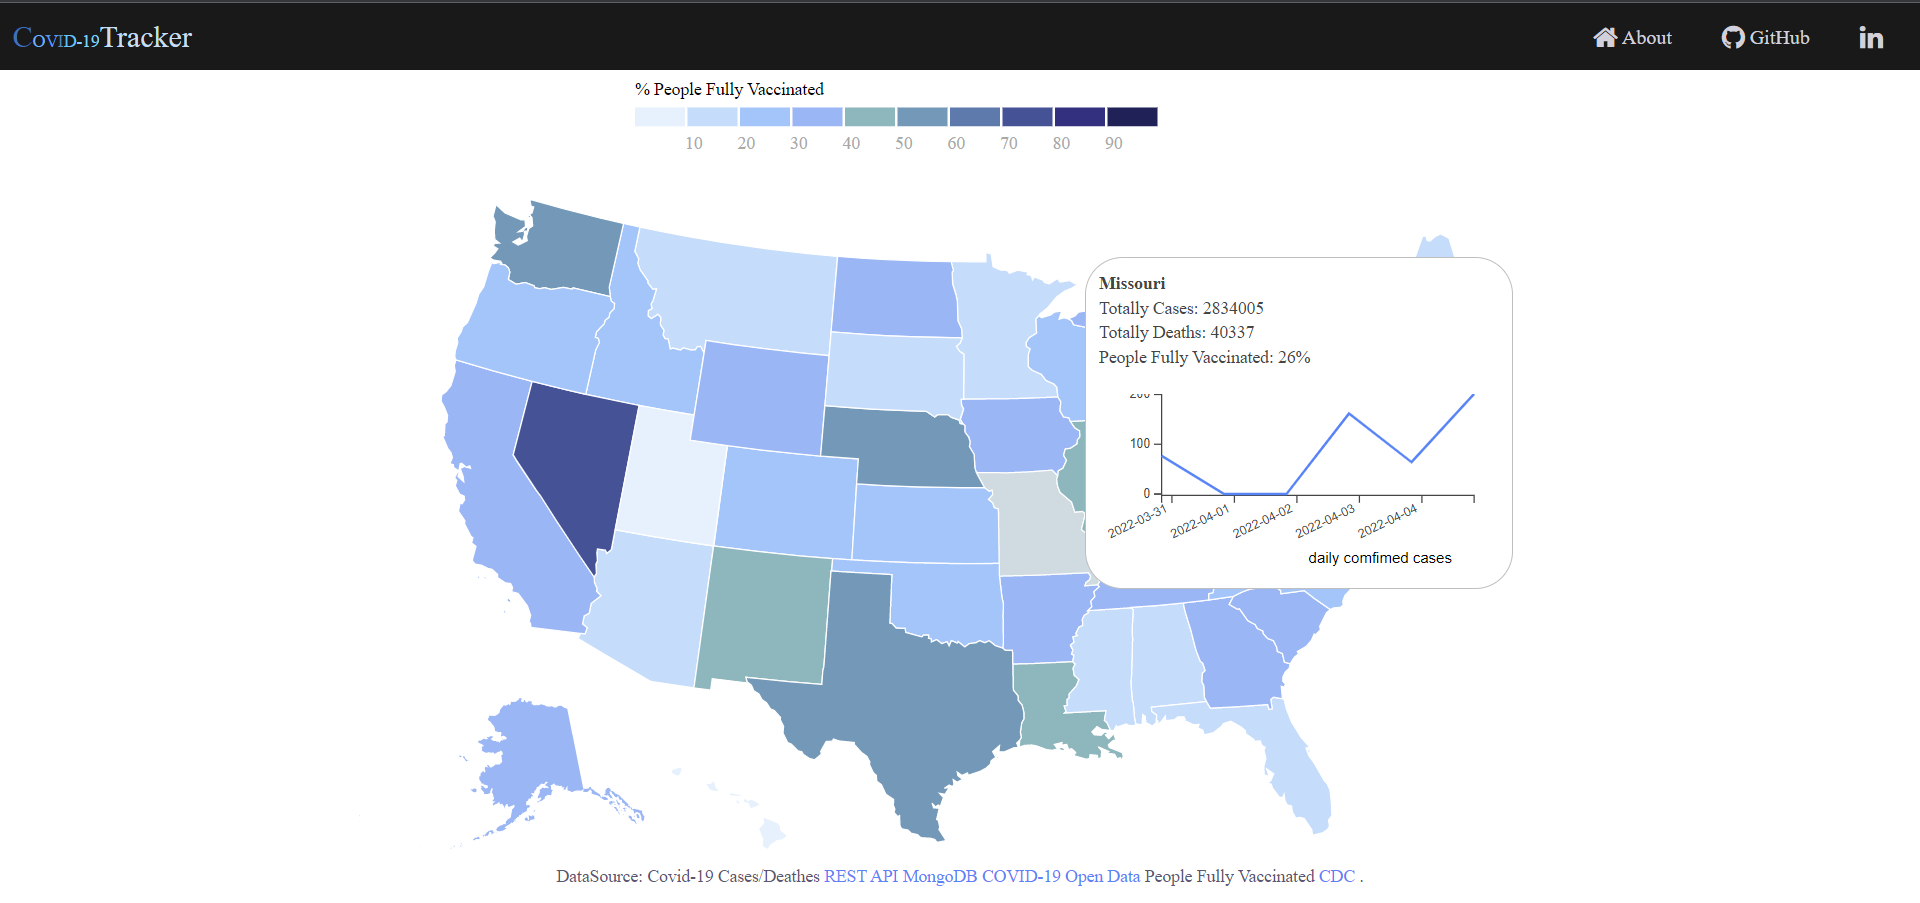 Covid-19Tracker
About
GitHub
in
% People Fully Vaccinated
10 20 30 40 50 60 70 80 90
Missouri
Totally Cases: 2834005
Totally Deaths: 40337
People Fully Vaccinated: 26%
200
100
0
2022-03-31 2022-04-01 2022-04-02 2022-04-03 2022-04-04
daily comfimed cases
DataSource: Covid-19 Cases/Deathes REST API MongoDB COVID-19 Open Data People Fully Vaccinated CDC .